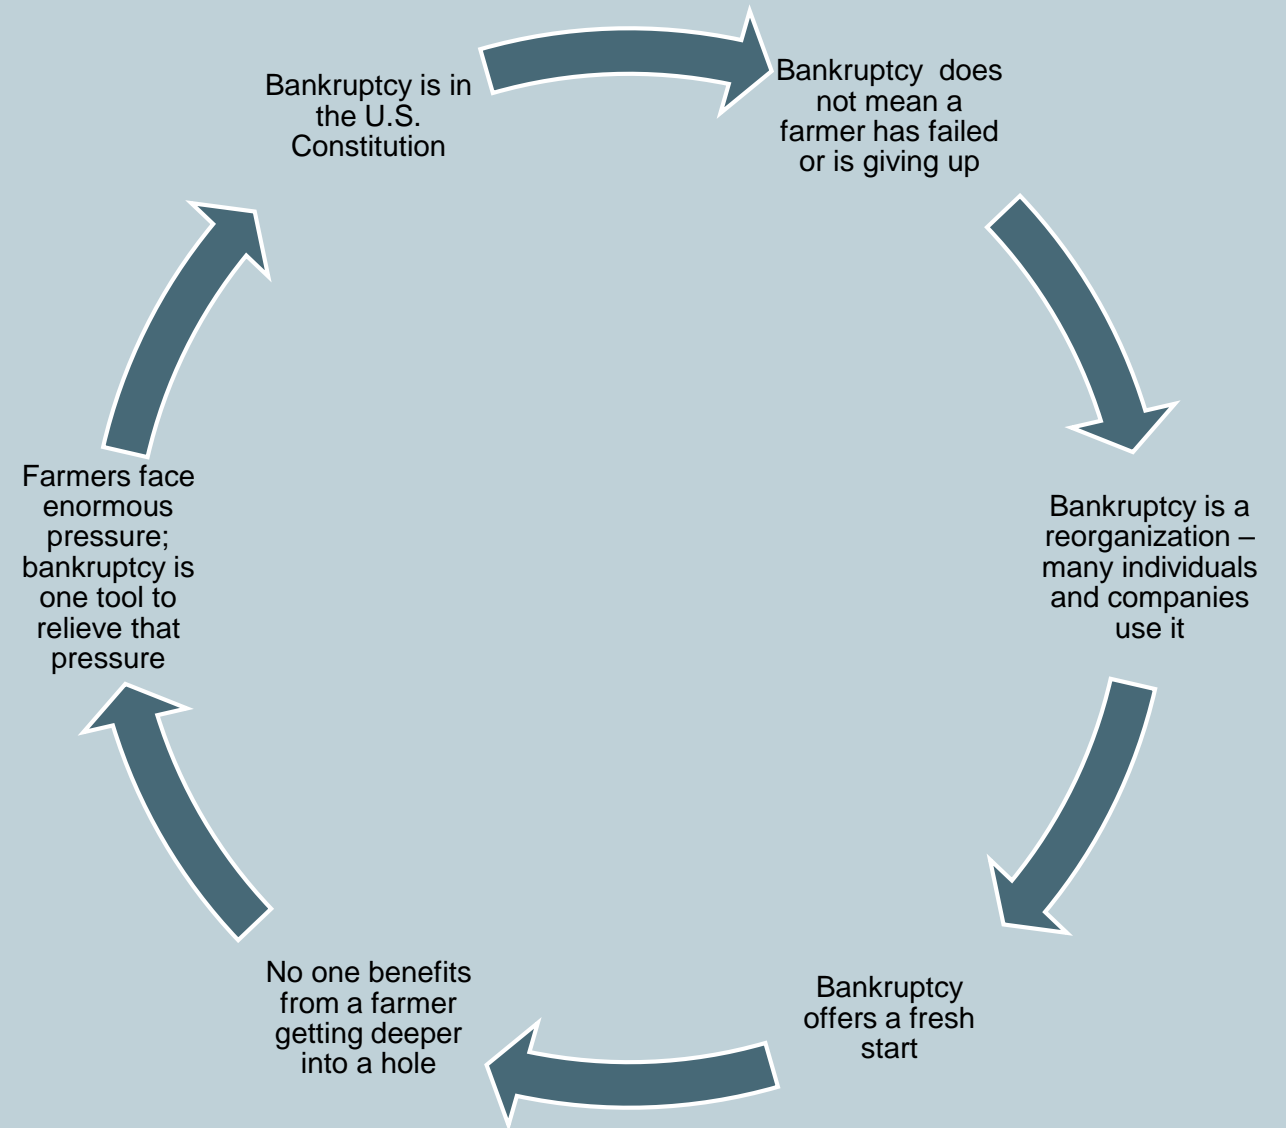 Bankruptcy is in
the U.S.
Constitution
Bankruptcy  does
not mean a
farmer has failed
or is giving up
Bankruptcy is a
reorganization –
many individuals
and companies
use it
Bankruptcy
offers a fresh
start
No one benefits
from a farmer
getting deeper
into a hole
Farmers face
enormous
pressure;
bankruptcy is
one tool to
relieve that
pressure